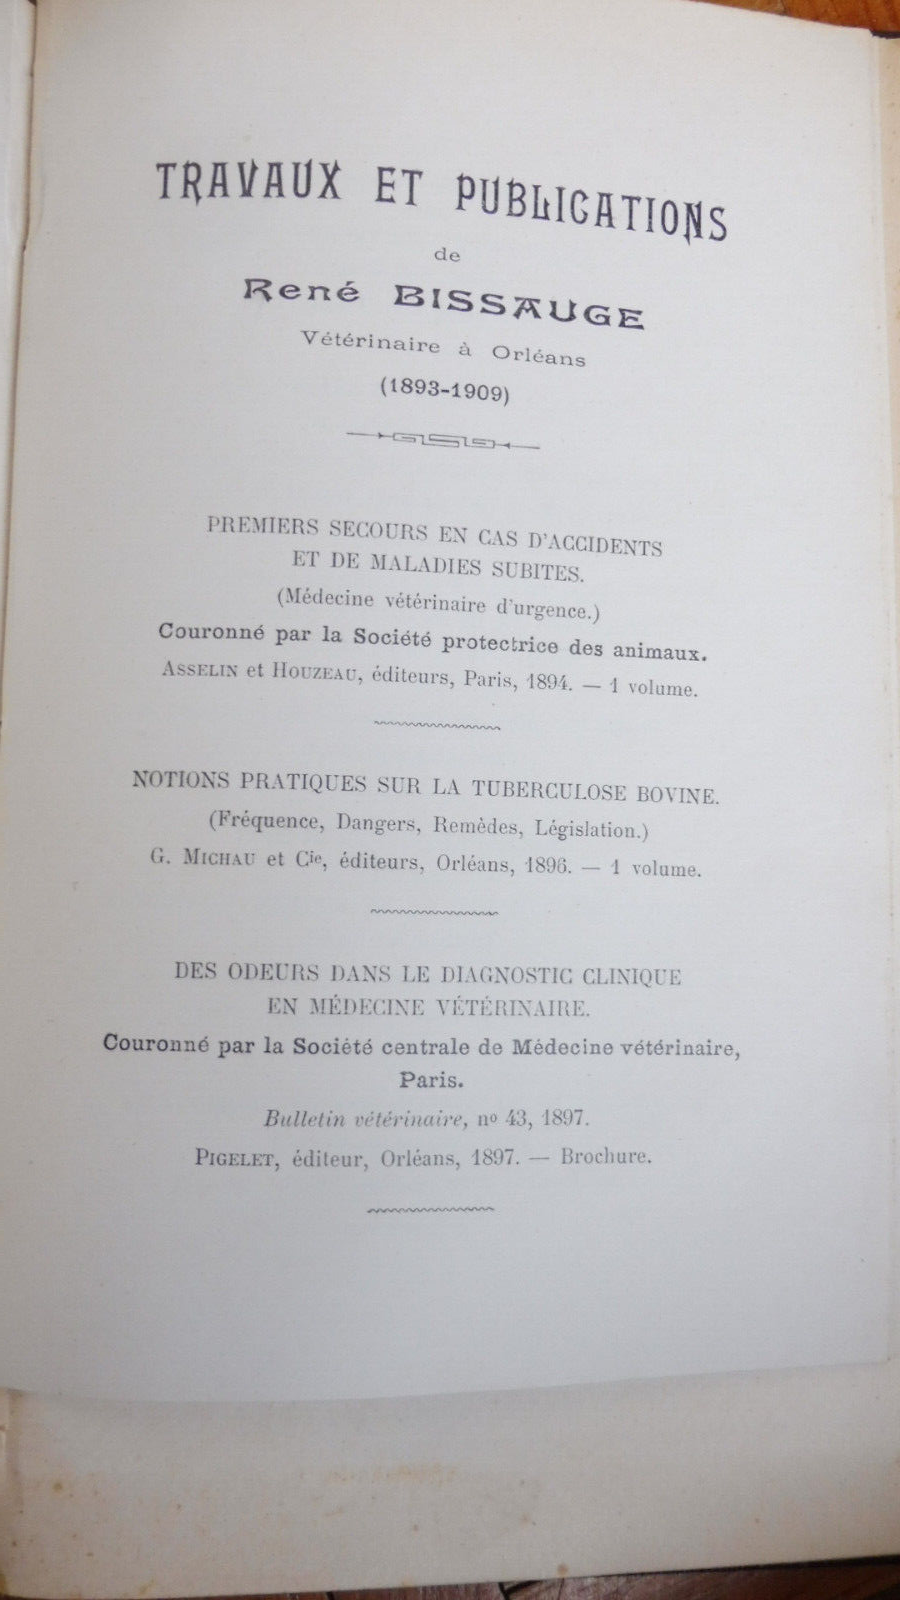 TRAVAUX ET PUBLICATIONS
de
René BISSAUGE
Vétérinaire à Orléans
(1893-1909)
PREMIERS SECOURS EN CAS D'ACCIDENTS
ET DE MALADIES SUBITES.
(Médecine vétérinaire d'urgence.)
Couronné par la Société protectrice des animaux.
ASSELIN et HOUZEAU, éditeurs, Paris, 1894. — 1 volume.
NOTIONS PRATIQUES SUR LA TUBERCULOSE BOVINE.
(Fréquence, Dangers, Remèdes, Législation.)
G. MICHAU et Cie, éditeurs, Orléans, 1896. — 1 volume.
DES ODEURS DANS LE DIAGNOSTIC CLINIQUE
EN MÉDECINE VÉTÉRINAIRE.
Couronné par la Société centrale de Médecine vétérinaire,
Paris.
Bulletin vétérinaire, no 43, 1897.
PIGELET, éditeur, Orléans, 1897. — Brochure.